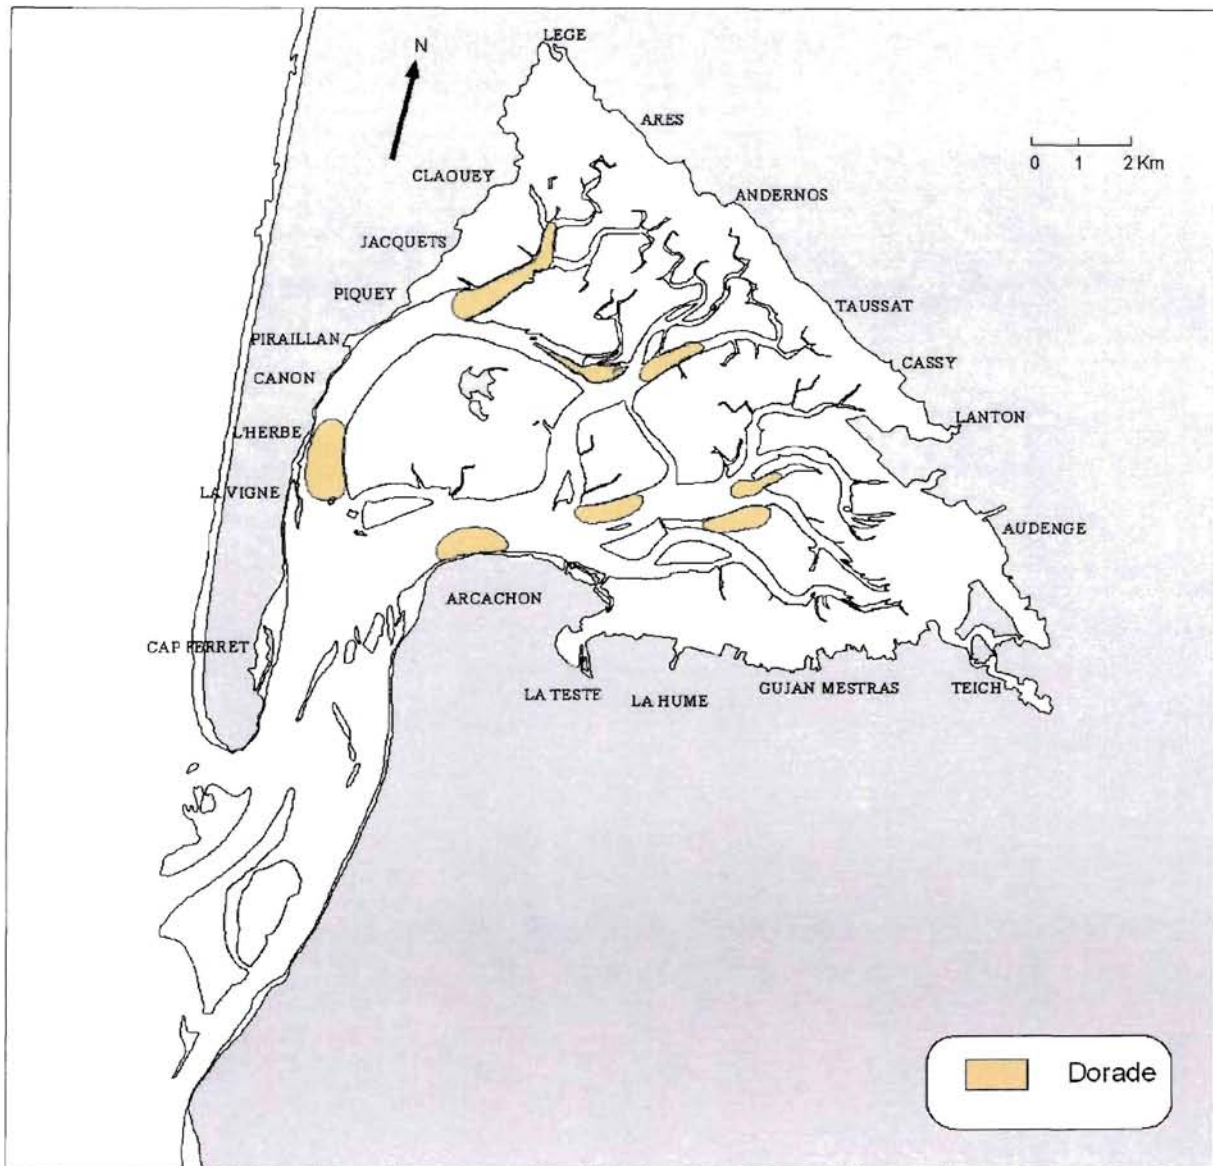 LEGE
N
ARES
0 1 2 Km
CLAOUEY
ANDERNOS
JACQUETS
PIQUEY
TAUSSAT
PIRAILLAN
CASSY
CANON
LANTON
L'HERBE
LA VIGNE
AUDENGE
ARCACHON
CAP FERRET
LA TESTE
LA HUME
GUJAN MESTRAS
TEICH
Dorade